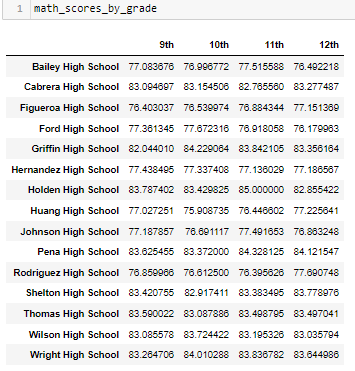 1 math_scores_by_grade
9th 10th 11th 12th
Bailey High School 77.083676 76.996772 77.515588 76.492218
Cabrera High School 83.094697 83.154506 82.765560 83.277487
Figueroa High School 76.403037 76.539974 76.884344 77.151369
Ford High School 77.361345 77.672316 76.918058 76.179963
Griffin High School 82.044010 84.229064 83.842105 83.356164
Hernandez High School 77.438495 77.337408 77.136029 77.186567
Holden High School 83.787402 83.429825 85.000000 82.855422
Huang High School 77.027251 75.908735 76.446602 77.225641
Johnson High School 77.187857 76.691117 77.491653 76.863248
Pena High School 83.625455 83.372000 84.328125 84.121547
Rodriguez High School 76.859966 76.612500 76.395626 77.690748
Shelton High School 83.420755 82.917411 83.383495 83.778976
Thomas High School 83.590022 83.087886 83.498795 83.497041
Wilson High School 83.085578 83.724422 83.195326 83.035794
Wright High School 83.264706 84.010288 83.836782 83.644986